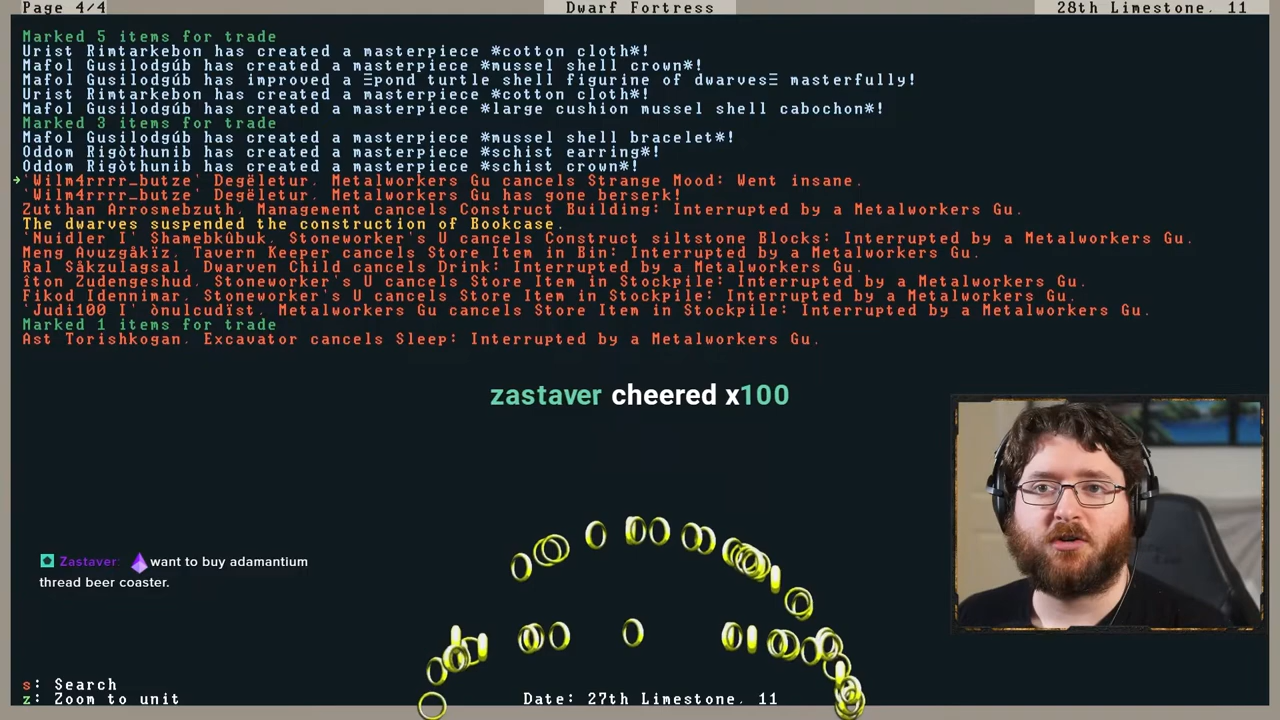 Page 4/4
Dwarf Fortress
28th Limestone, 11
Marked 5 items for trade
Urist Rimtarkebon has created a masterpiece *cotton cloth*!
Mafol Gusilodgúb has created a masterpiece *mussel shell crown*!
Mafol Gusilodgúb has improved a ≡pond turtle shell figurine of dwarves≡ masterfully!
Urist Rimtarkebon has created a masterpiece *cotton cloth*!
Mafol Gusilodgúb has created a masterpiece *large cushion mussel shell cabochon*!
Marked 3 items for trade
Mafol Gusilodgúb has created a masterpiece *mussel shell bracelet*!
Oddom Rigòthunib has created a masterpiece *schist earring*!
Oddom Rigòthunib has created a masterpiece *schist crown*!
`Wilm4rrrr_butze' Degëletur, Metalworkers Gu cancels Strange Mood: Went insane.
`Wilm4rrrr_butze' Degëletur, Metalworkers Gu has gone berserk!
Zutthan Arrosmebzuth, Management cancels Construct Building: Interrupted by a Metalworkers Gu.
The dwarves suspended the construction of Bookcase.
`Nuidler I' Shamebkûbuk, Stoneworker's U cancels Construct siltstone Blocks: Interrupted by a Metalworkers Gu.
Meng Avuzgåkïz, Tavern Keeper cancels Store Item in Bin: Interrupted by a Metalworkers Gu.
Ral Såkzulagsal, Dwarven Child cancels Drink: Interrupted by a Metalworkers Gu.
îton Zudengeshud, Stoneworker's U cancels Store Item in Stockpile: Interrupted by a Metalworkers Gu.
Fikod Idennimar, Stoneworker's U cancels Store Item in Stockpile: Interrupted by a Metalworkers Gu.
`Judi100 I' ònulcudïst, Metalworkers Gu cancels Store Item in Stockpile: Interrupted by a Metalworkers Gu.
Marked 1 items for trade
Ast Torishkogan, Excavator cancels Sleep: Interrupted by a Metalworkers Gu.
zastaver cheered x100
Zastaver: want to buy adamantium
thread beer coaster.
s: Search
z: Zoom to unit
Date: 27th Limestone, 11